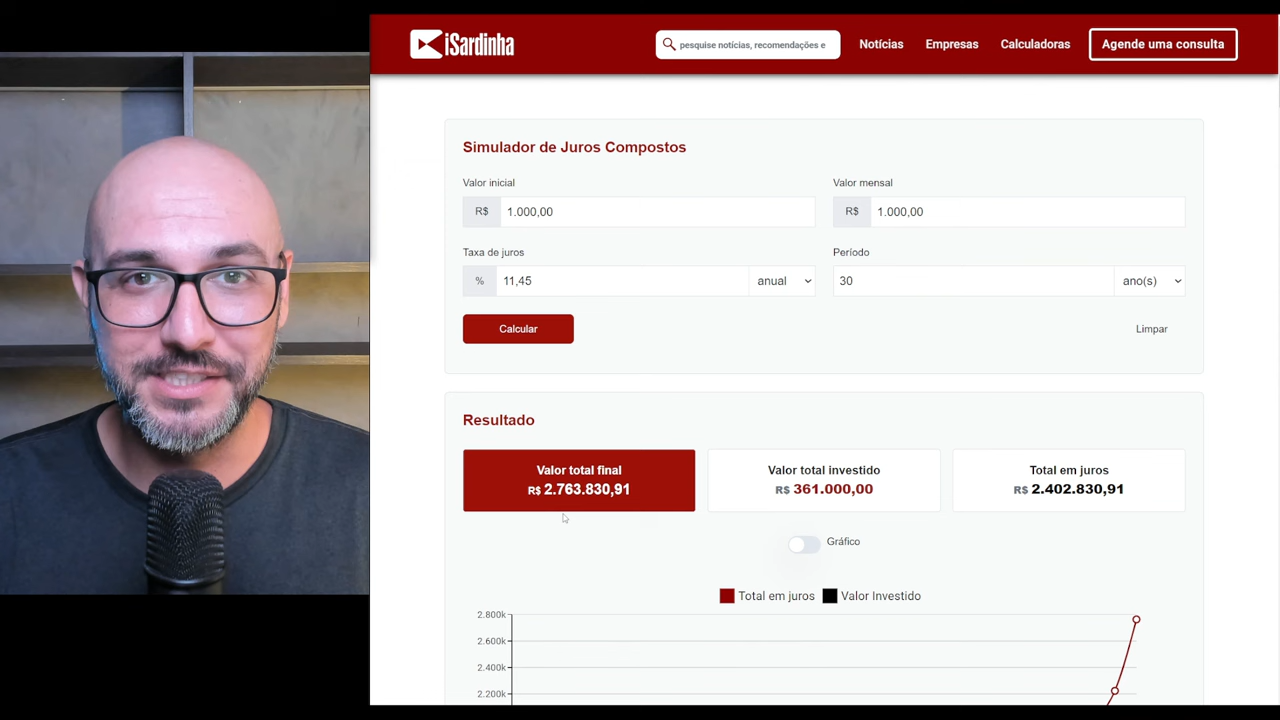 iSardinha
pesquise notícias, recomendações e
Notícias
Empresas
Calculadoras
Agende uma consulta
Simulador de Juros Compostos
Valor inicial
Valor mensal
R$ 1.000,00
R$ 1.000,00
Taxa de juros
Período
% 11,45 anual
30 ano(s)
Calcular
Limpar
Resultado
Valor total final
R$ 2.763.830,91
Valor total investido
R$ 361.000,00
Total em juros
R$ 2.402.830,91
Gráfico
Total em juros
Valor Investido
2.800k
2.600k
2.400k
2.200k